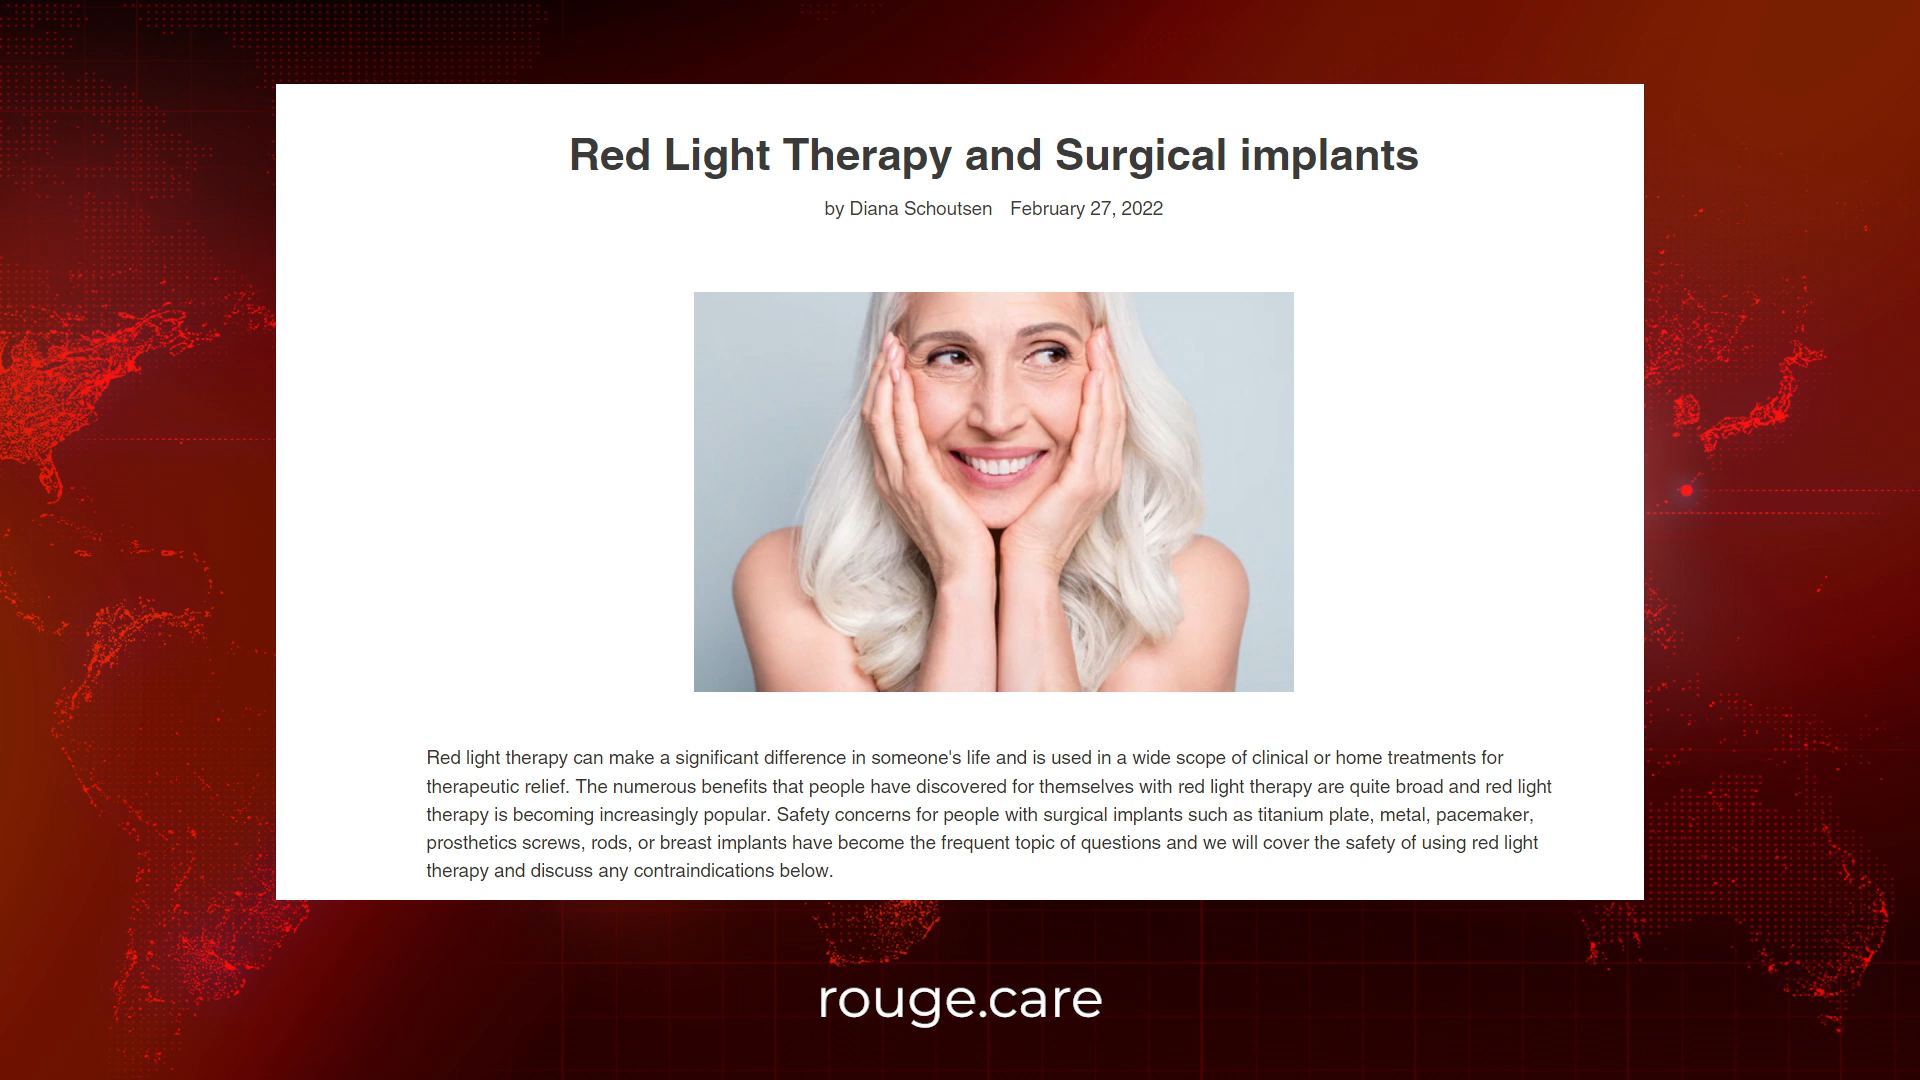 Red Light Therapy and Surgical implants
by Diana Schoutsen February 27, 2022
Red light therapy can make a significant difference in someone's life and is used in a wide scope of clinical or home treatments for
therapeutic relief. The numerous benefits that people have discovered for themselves with red light therapy are quite broad and red light
therapy is becoming increasingly popular. Safety concerns for people with surgical implants such as titanium plate, metal, pacemaker,
prosthetics screws, rods, or breast implants have become the frequent topic of questions and we will cover the safety of using red light
therapy and discuss any contraindications below.
rouge.care